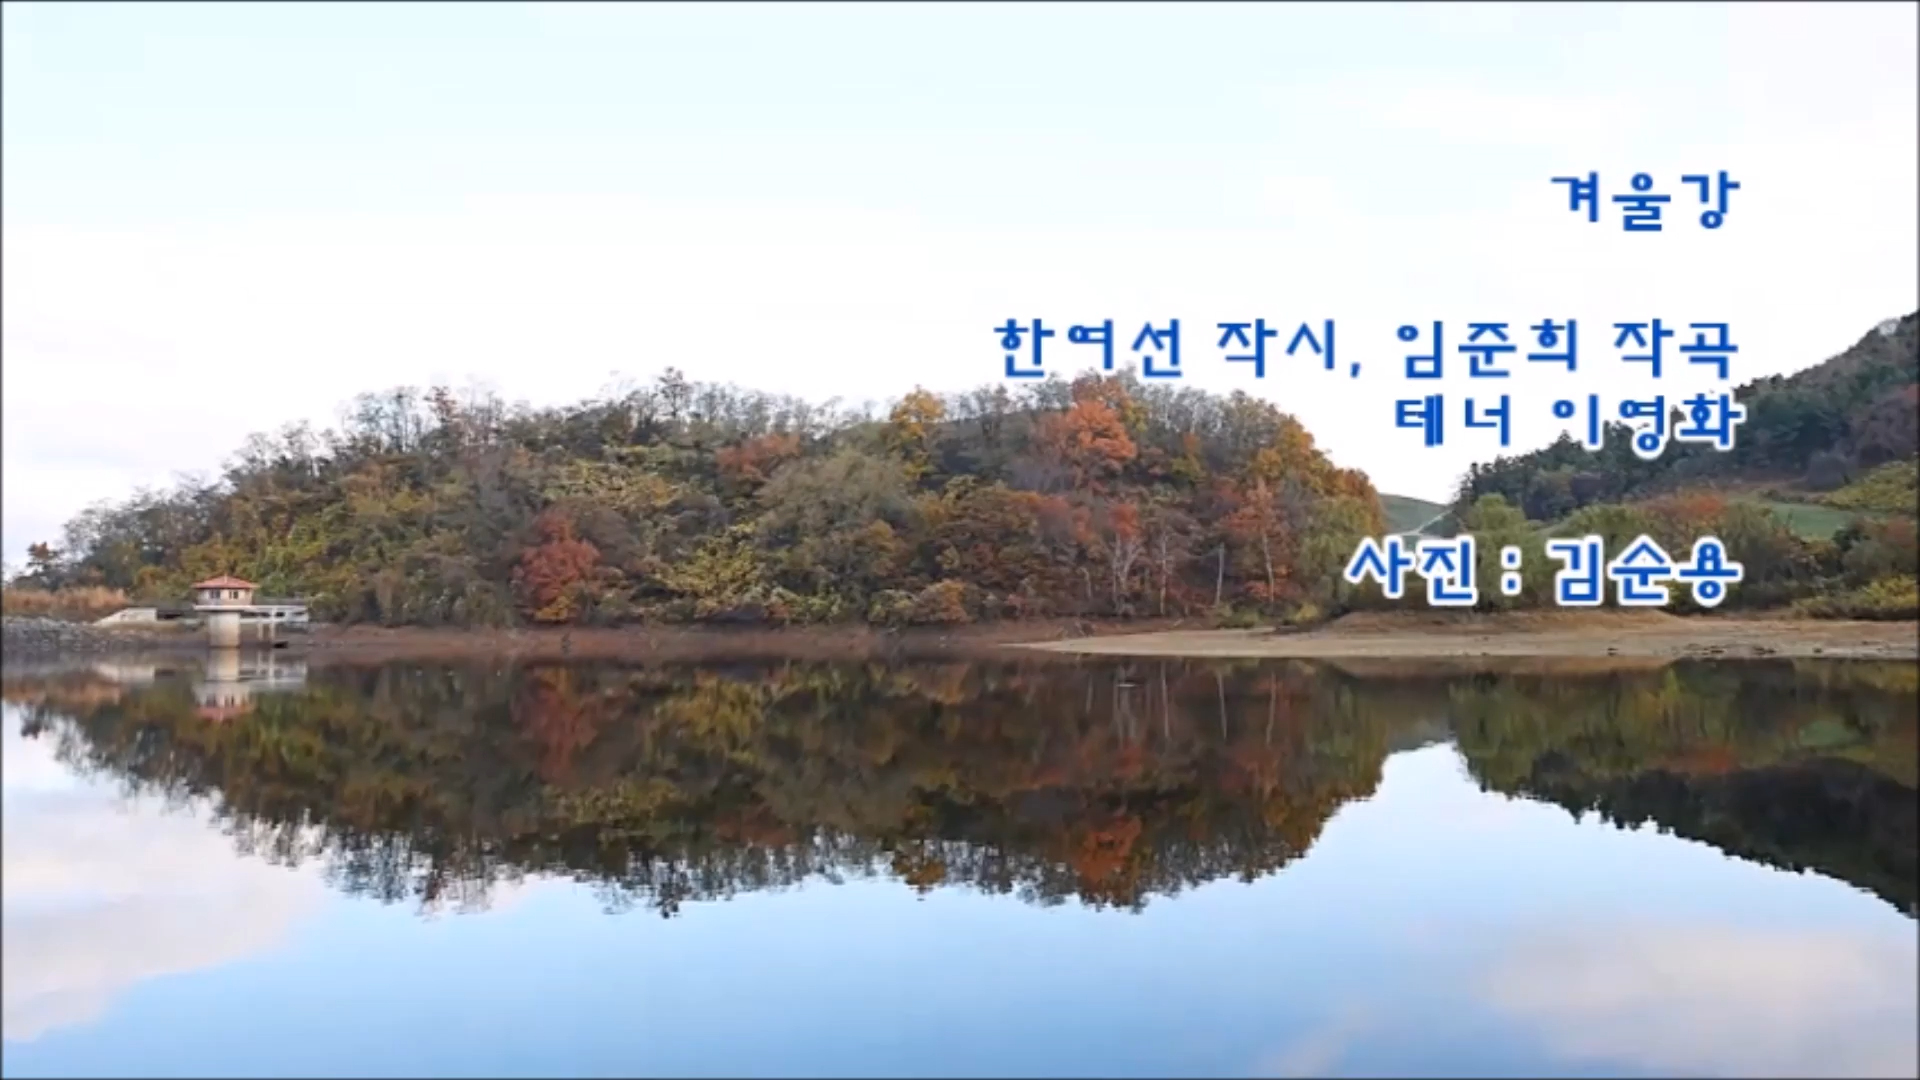 겨울강
한여선 작시, 임준희 작곡
테너 이영화
사진 : 김순용